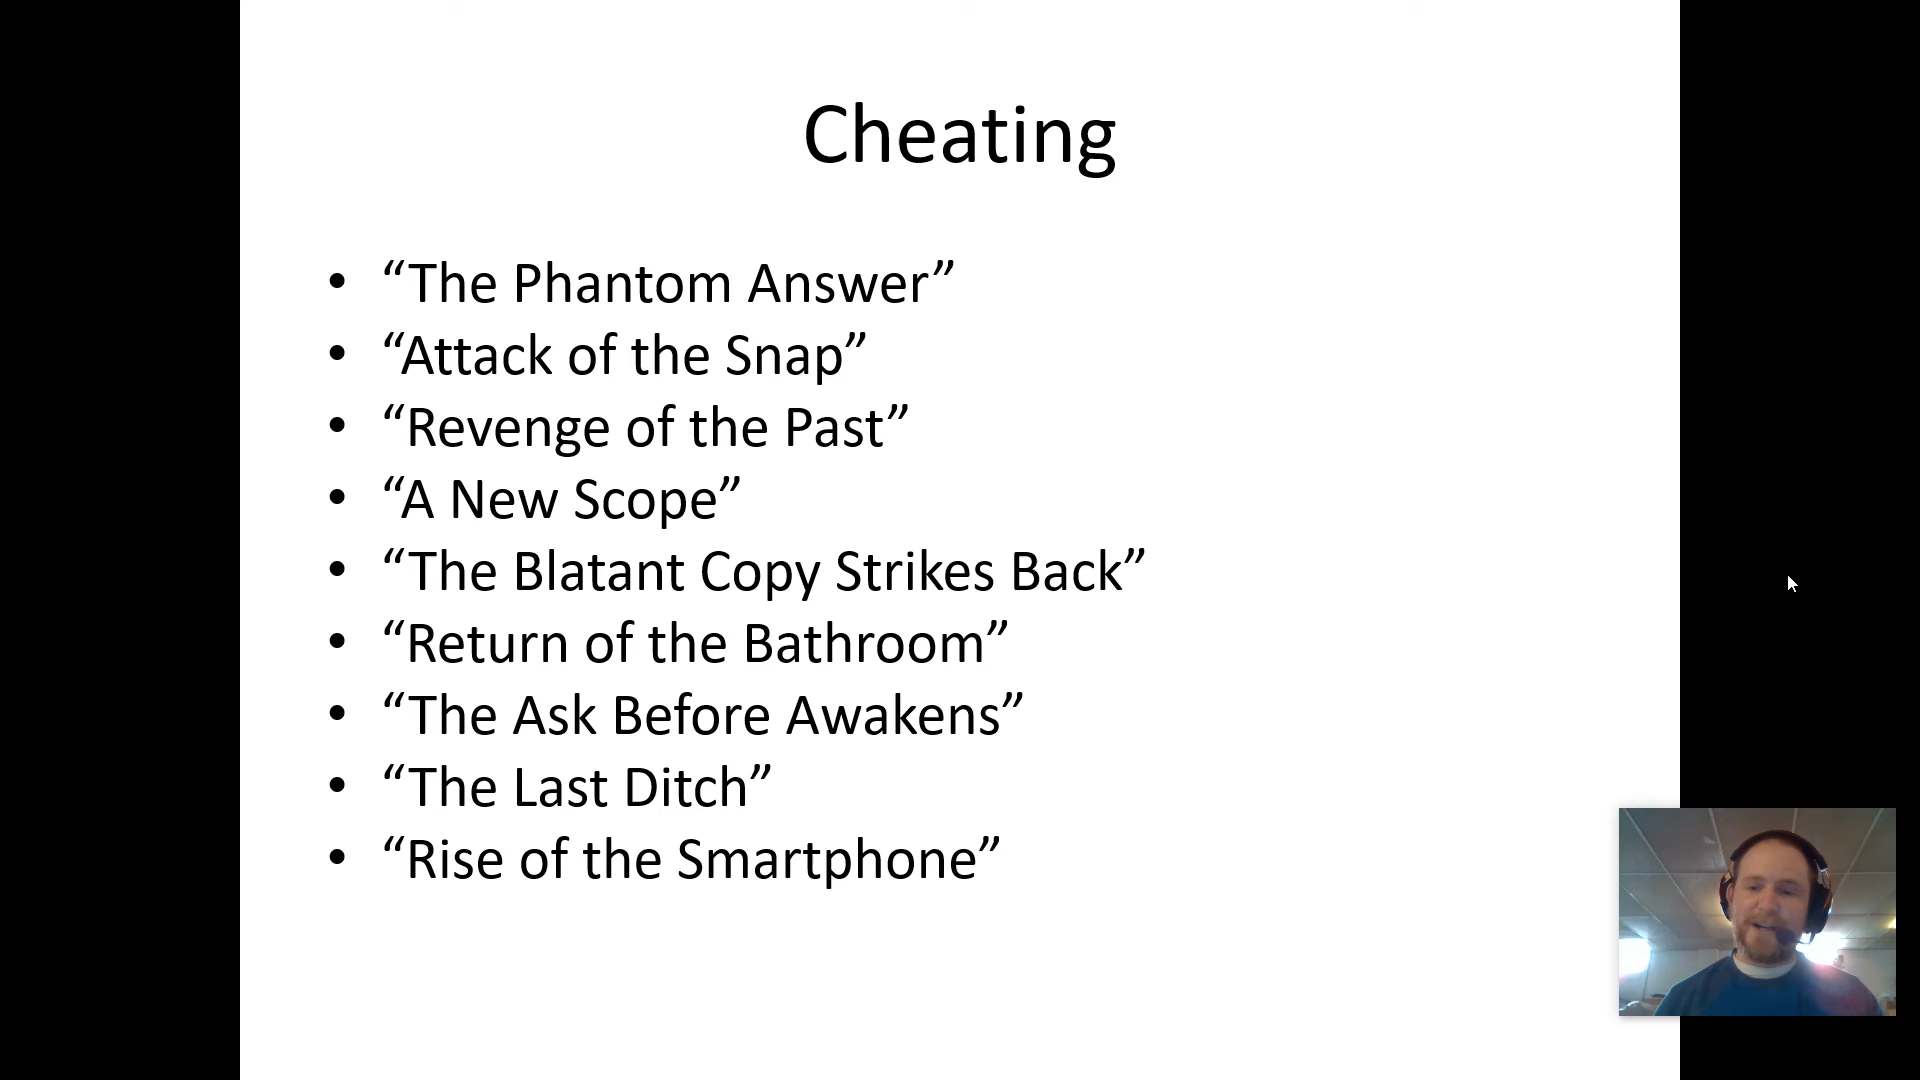 Cheating
• “The Phantom Answer”
• “Attack of the Snap”
• “Revenge of the Past”
• “A New Scope”
• “The Blatant Copy Strikes Back”
• “Return of the Bathroom”
• “The Ask Before Awakens”
• “The Last Ditch”
• “Rise of the Smartphone”